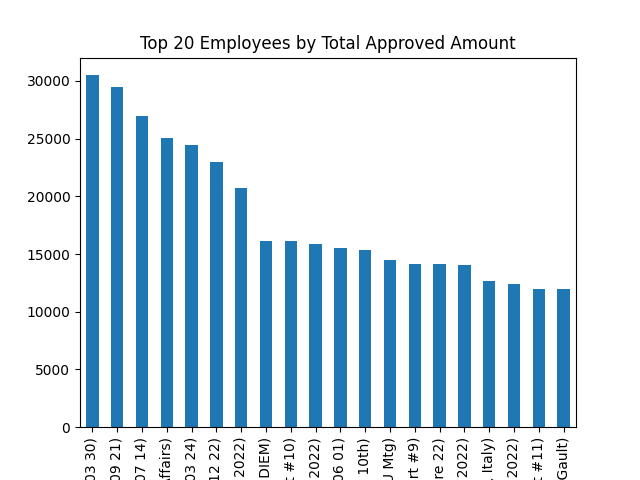 Top 20 Employees by Total Approved Amount
30000
25000
20000
15000
10000
5000
0
03 30)
09 21)
07 14)
ffairs)
03 24)
12 22)
2022)
DIEM)
#10)
2022)
06 01)
10th)
J Mtg)
rt #9)
re 22)
2022)
, Italy)
2022)
t #11)
Gault)